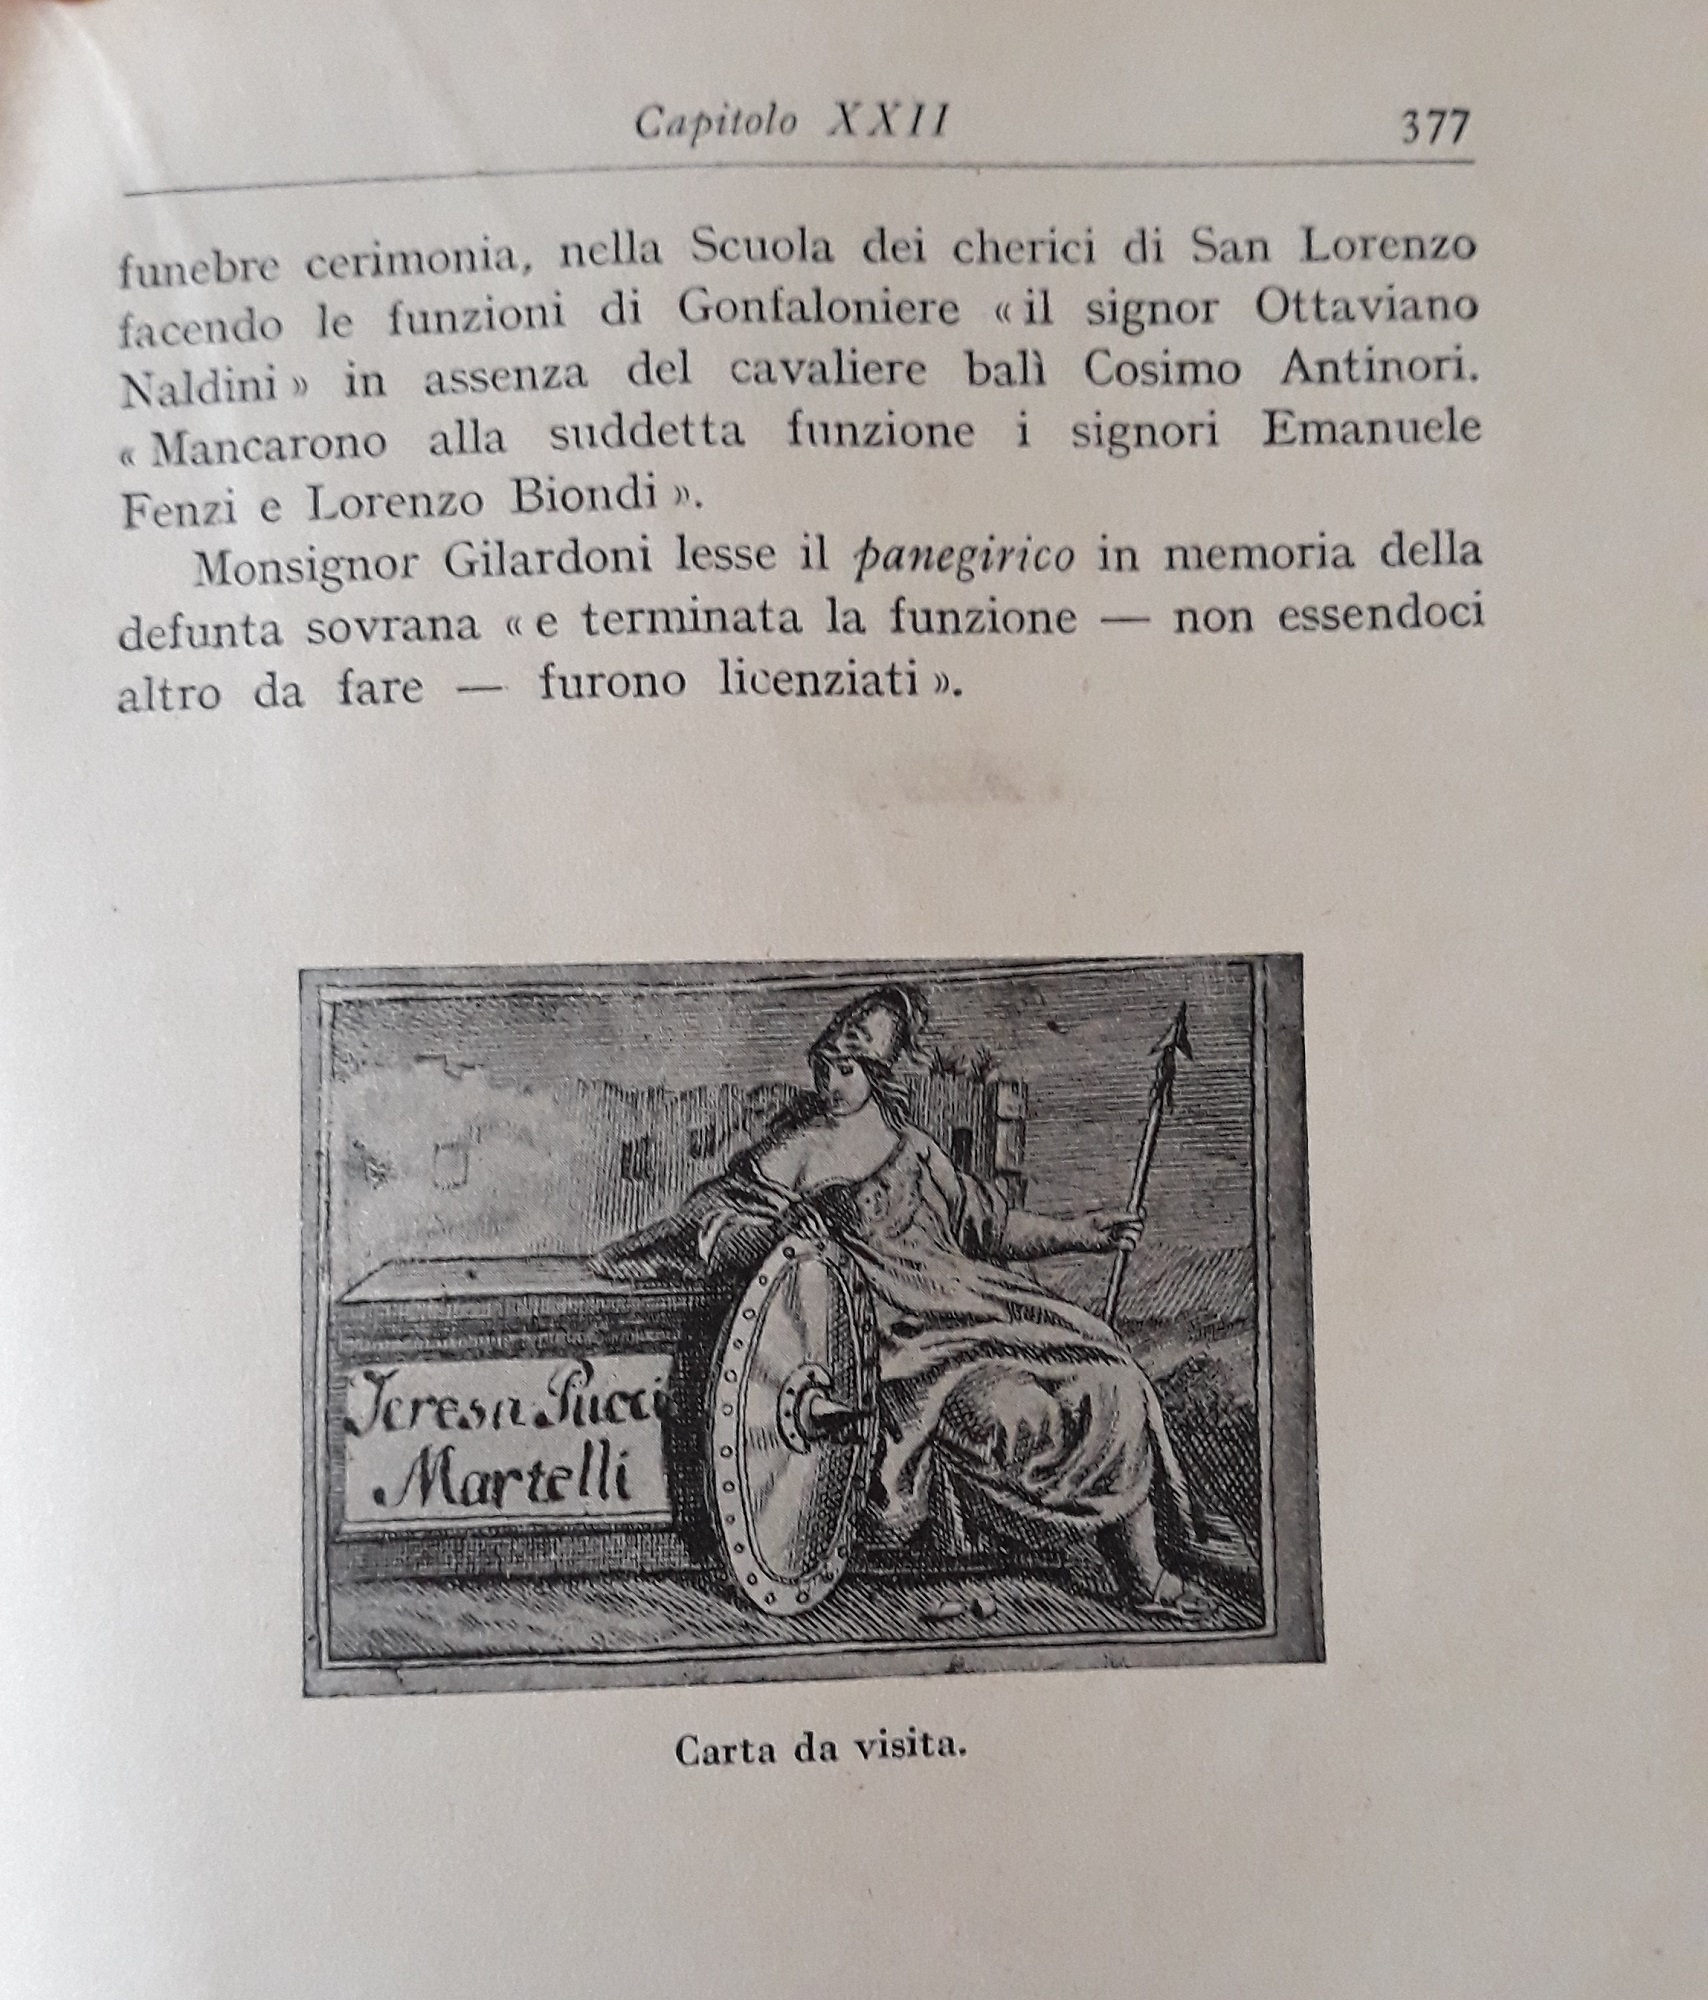 Capitolo XXII 377
funebre cerimonia, nella Scuola dei cherici di San Lorenzo
facendo le funzioni di Gonfaloniere « il signor Ottaviano
Naldini » in assenza del cavaliere balì Cosimo Antinori.
« Mancarono alla suddetta funzione i signori Emanuele
Fenzi e Lorenzo Biondi ».
Monsignor Gilardoni lesse il panegirico in memoria della
defunta sovrana « e terminata la funzione — non essendoci
altro da fare — furono licenziati ».
Teresa Pucci
Martelli
Carta da visita.